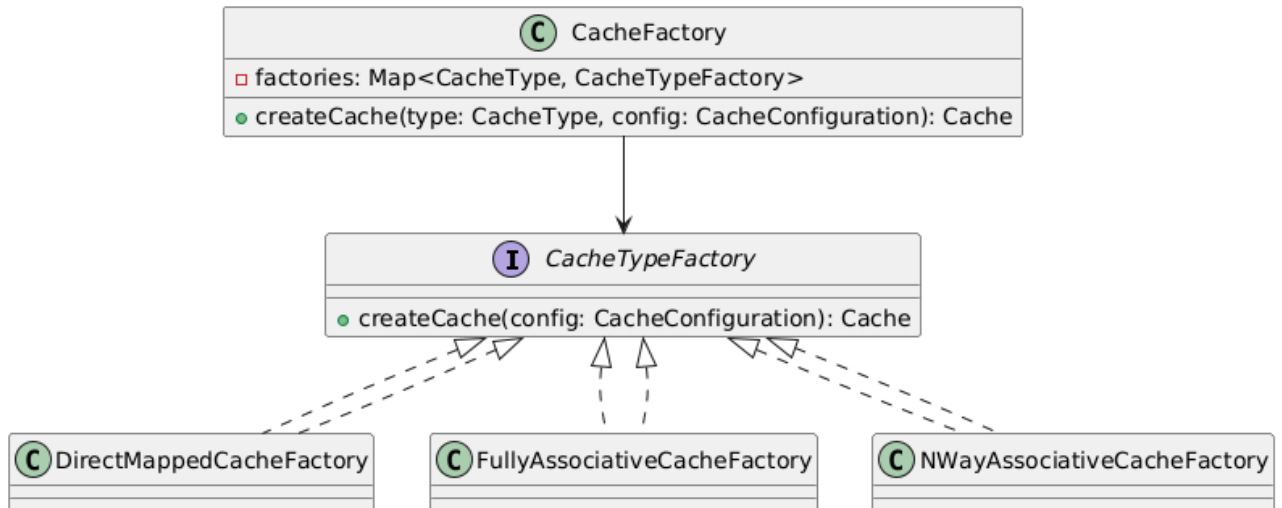 C CacheFactory
factories: Map<CacheType, CacheTypeFactory>
createCache(type: CacheType, config: CacheConfiguration): Cache
I CacheTypeFactory
createCache(config: CacheConfiguration): Cache
C DirectMappedCacheFactory
C FullyAssociativeCacheFactory
C NWayAssociativeCacheFactory